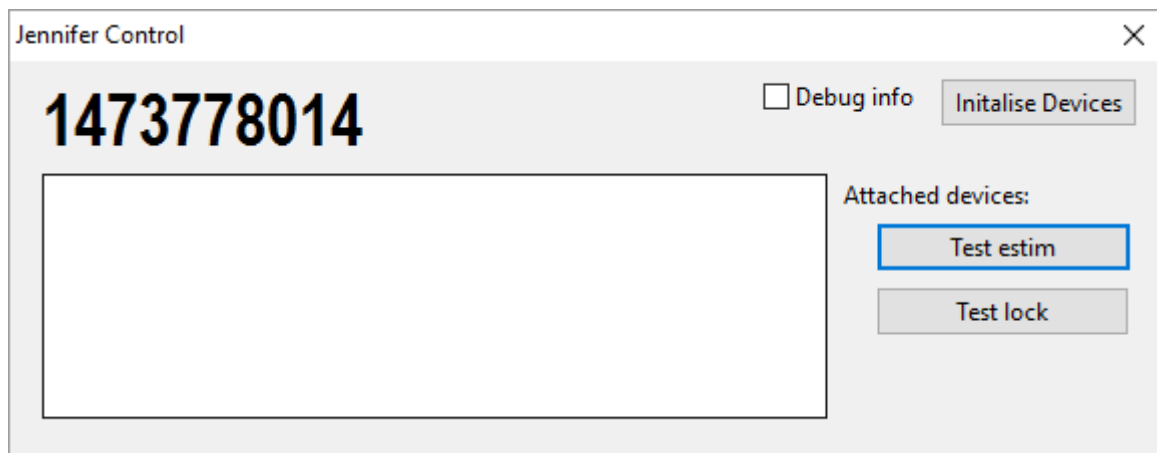 Jennifer Control
1473778014
Debug info
Initalise Devices
Attached devices:
Test estim
Test lock